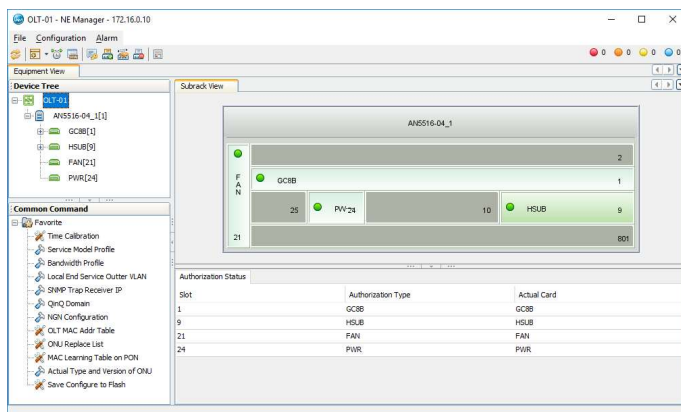 OLT-01 - NE Manager - 172.16.0.10
File Configuration Alarm
0 0 0 0
Equipment View
Device Tree
OLT-01
AN5516-04_1[1]
GC8B[1]
HSUB[9]
FAN[21]
PWR[24]
Common Command
Favorite
Time Calibration
Service Model Profile
Bandwidth Profile
Local End Service Outter VLAN
SNMP Trap Receiver IP
QinQ Domain
NGN Configuration
OLT MAC Addr Table
ONU Replace List
MAC Learning Table on PON
Actual Type and Version of ONU
Save Configure to Flash
Subrack View
AN5516-04_1
2
FAN
GC8B 1
25 PW-24 10 HSUB 9
21 801
Authorization Status
Slot Authorization Type Actual Card
1 GC8B GC8B
9 HSUB HSUB
21 FAN FAN
24 PWR PWR